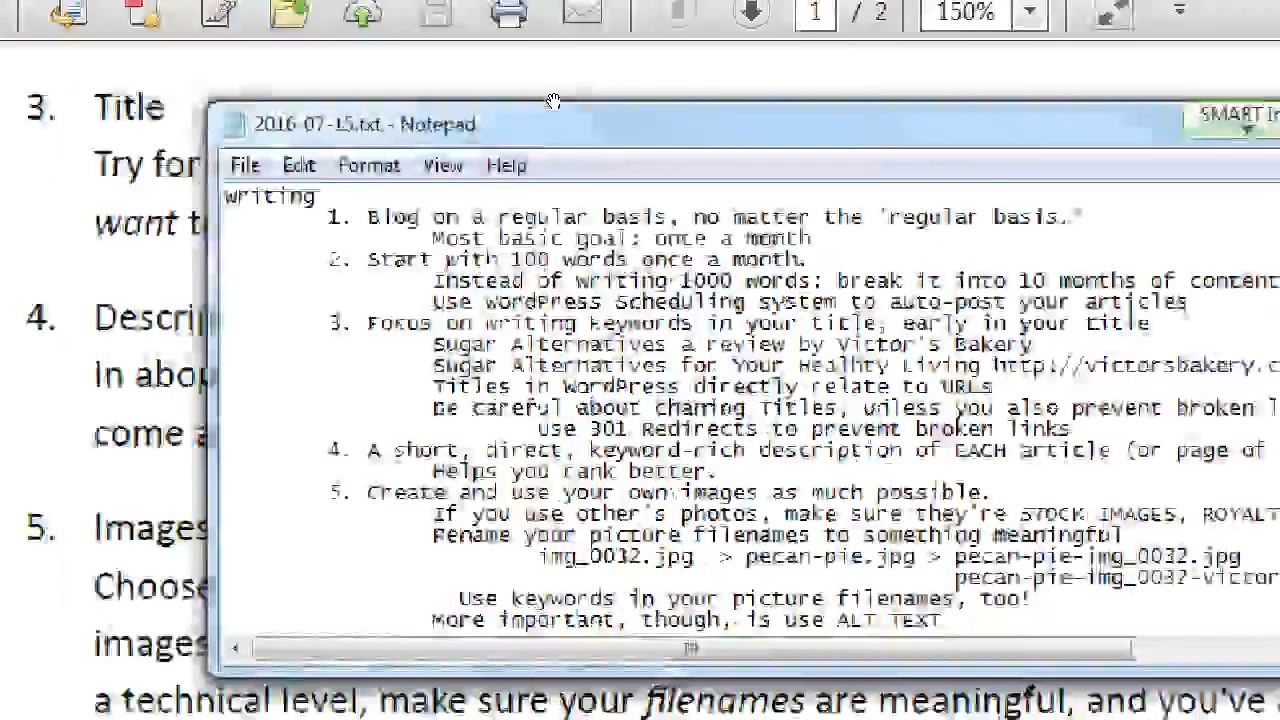 1 / 2 150%
3. Title
Try for
want t
2016-07-15.txt - Notepad
SMART In
File Edit Format View Help
writing
1. Blog on a regular basis, no matter the 'regular basis.'
Most basic goal: once a month
2. Start with 100 words once a month.
Instead of writing 1000 words: break it into 10 months of content
Use WordPress Scheduling system to auto-post your articles
3. Focus on writing keywords in your title, early in your title
Sugar Alternatives a review by Victor's Bakery
Sugar Alternatives for Your Healthy Living http://victorsbakery.c
Titles in WordPress directly relate to URLs
Be careful about changing Titles, unless you also prevent broken l
Use 301 Redirects to prevent broken links
4. A short, direct, keyword-rich description of EACH article (or page of
Helps you rank better.
5. Create and use your own images as much possible.
If you use other's photos, make sure they're STOCK IMAGES, ROYALT
Rename your picture filenames to something meaningful
img_0032.jpg > pecan-pie.jpg > pecan-pie-img_0032.jpg
pecan-pie-img_0032-victor
Use keywords in your picture filenames, too!
More important, though, is use ALT TEXT
4. Descrip
In abou
come a
5. Images
Choose
images
a technical level, make sure your filenames are meaningful, and you've